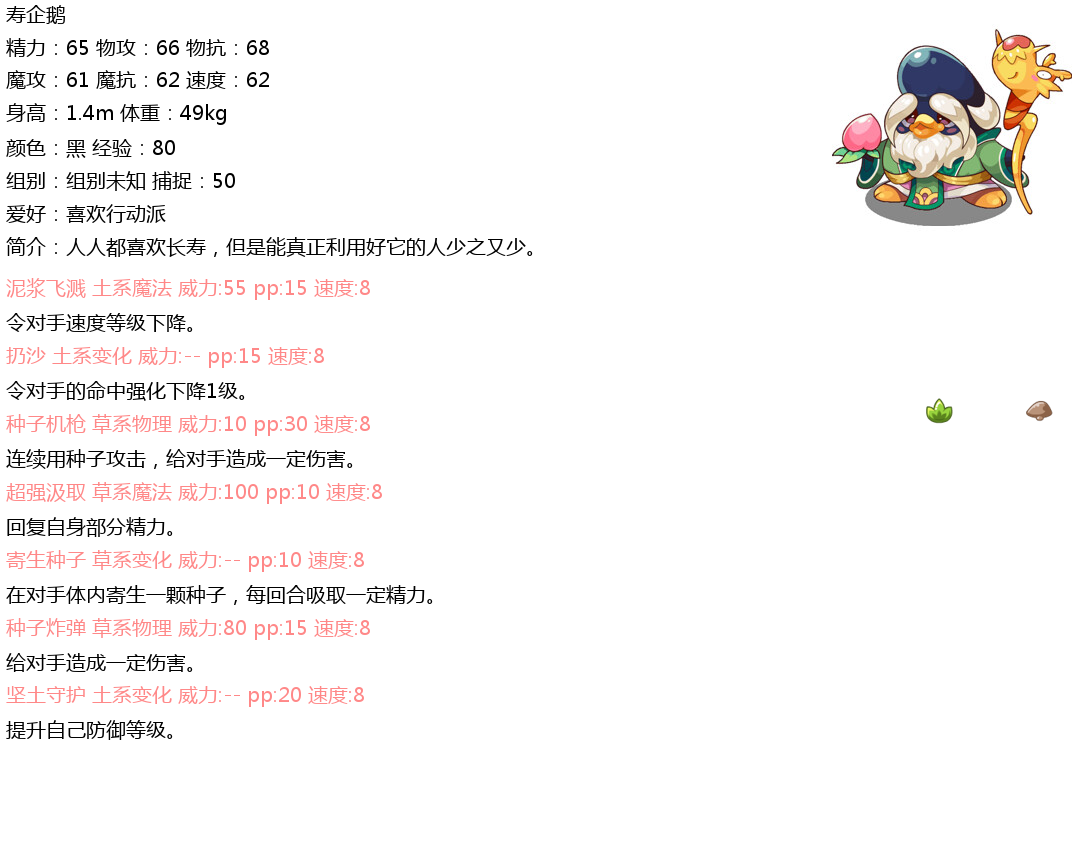 寿企鹅
精力：65 物攻：66 物抗：68
魔攻：61 魔抗：62 速度：62
身高：1.4m 体重：49kg
颜色：黑 经验：80
组别：组别未知 捕捉：50
爱好：喜欢行动派
简介：人人都喜欢长寿，但是能真正利用好它的人少之又少。
泥浆飞溅 土系魔法 威力:55 pp:15 速度:8
令对手速度等级下降。
扔沙 土系变化 威力:-- pp:15 速度:8
令对手的命中强化下降1级。
种子机枪 草系物理 威力:10 pp:30 速度:8
连续用种子攻击，给对手造成一定伤害。
超强汲取 草系魔法 威力:100 pp:10 速度:8
回复自身部分精力。
寄生种子 草系变化 威力:-- pp:10 速度:8
在对手体内寄生一颗种子，每回合吸取一定精力。
种子炸弹 草系物理 威力:80 pp:15 速度:8
给对手造成一定伤害。
坚土守护 土系变化 威力:-- pp:20 速度:8
提升自己防御等级。